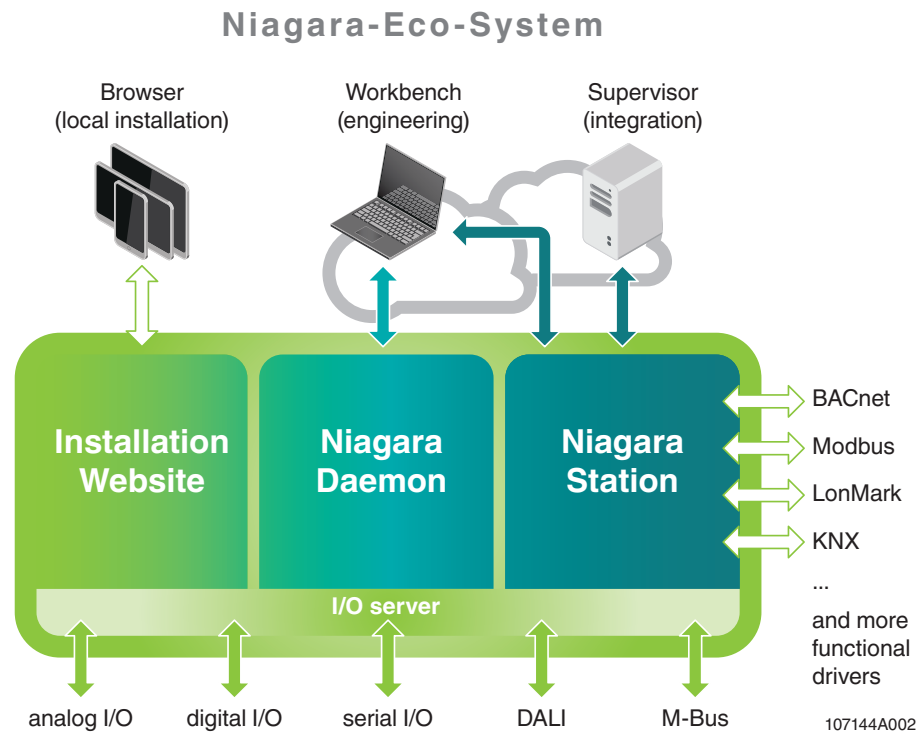 Niagara-Eco-System
Browser
(local installation)
Workbench
(engineering)
Supervisor
(integration)
Installation
Website
Niagara
Daemon
Niagara
Station
BACnet
Modbus
LonMark
KNX
...
and more
functional
drivers
I/O server
analog I/O
digital I/O
serial I/O
DALI
M-Bus
107144A002